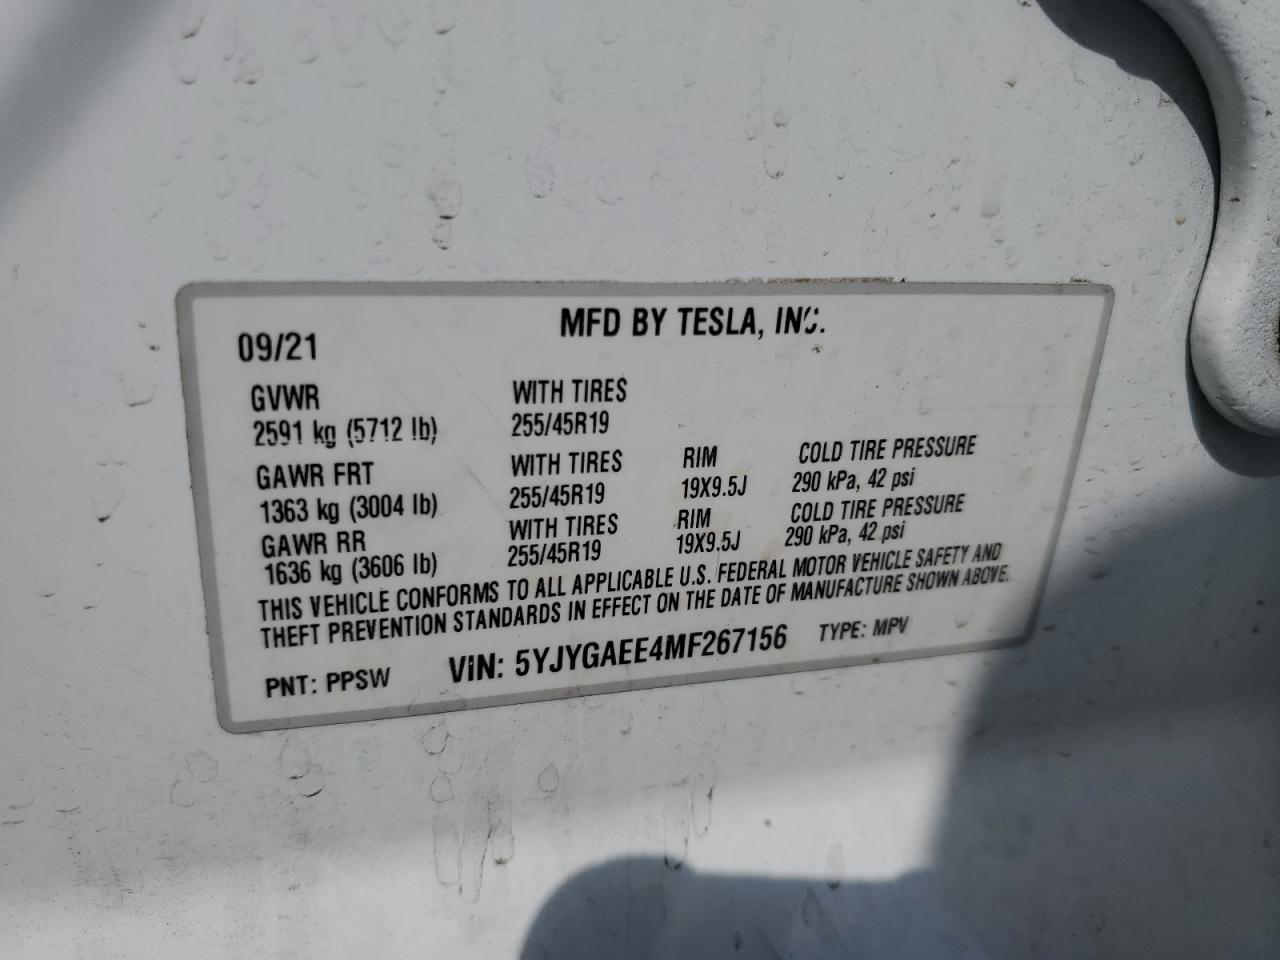 MFD BY TESLA, INC.
09/21
GVWR WITH TIRES
2591 kg (5712 lb) 255/45R19
GAWR FRT WITH TIRES RIM COLD TIRE PRESSURE
1363 kg (3004 lb) 255/45R19 19X9.5J 290 kPa, 42 psi
GAWR RR WITH TIRES RIM COLD TIRE PRESSURE
1636 kg (3606 lb) 255/45R19 19X9.5J 290 kPa, 42 psi
THIS VEHICLE CONFORMS TO ALL APPLICABLE U.S. FEDERAL MOTOR VEHICLE SAFETY AND
THEFT PREVENTION STANDARDS IN EFFECT ON THE DATE OF MANUFACTURE SHOWN ABOVE.
PNT: PPSW VIN: 5YJYGAEE4MF267156 TYPE: MPV